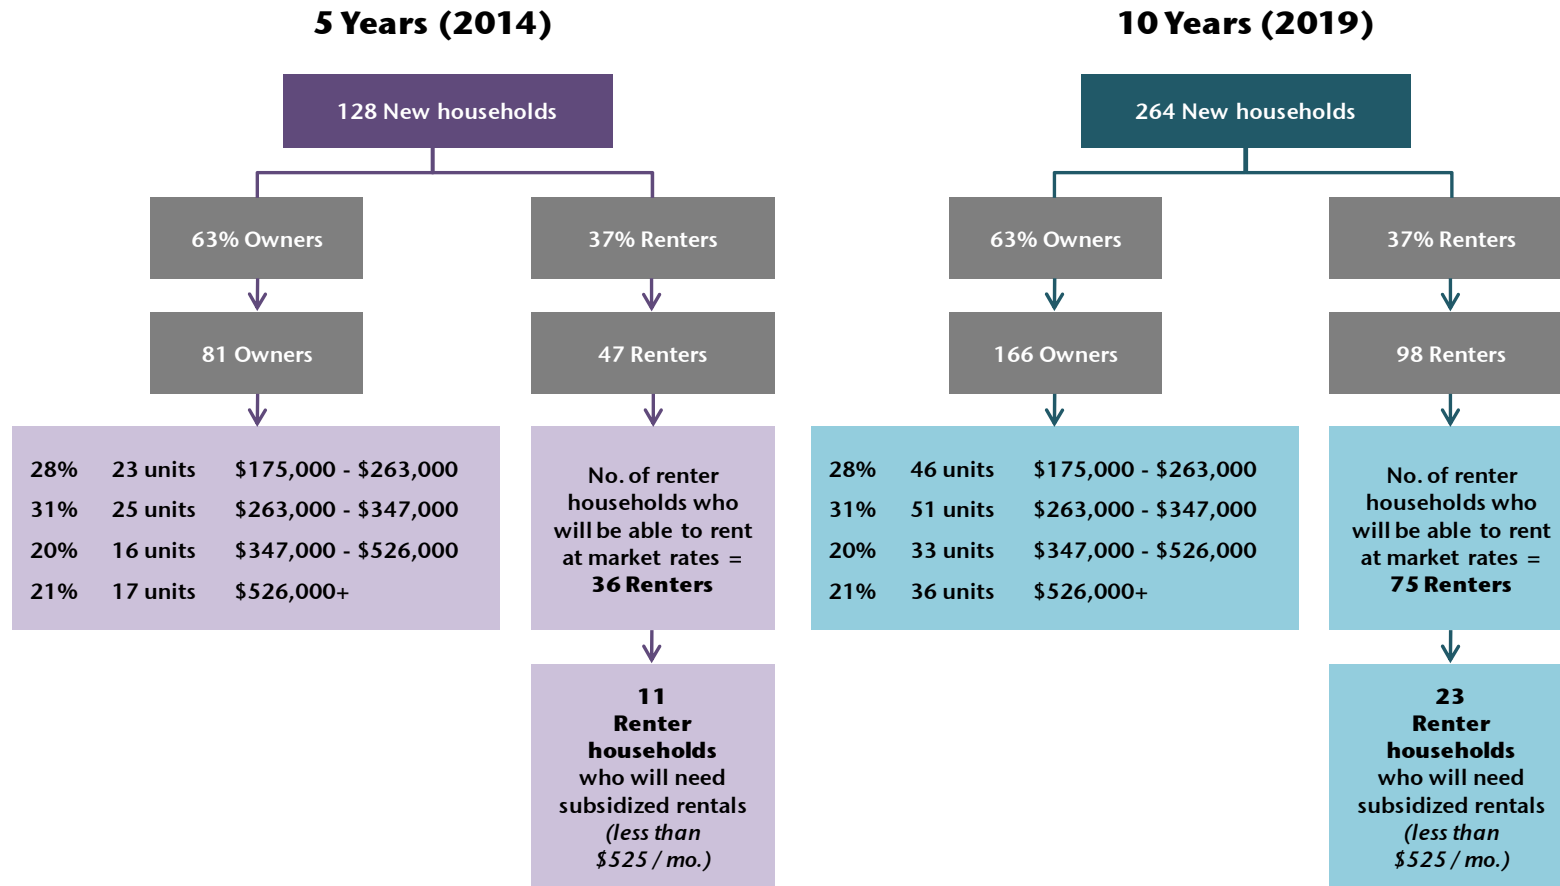 5 Years (2014)
128 New households
63% Owners
37% Renters
81 Owners
47 Renters
28% 23 units $175,000 - $263,000
31% 25 units $263,000 - $347,000
20% 16 units $347,000 - $526,000
21% 17 units $526,000+
No. of renter
households who
will be able to rent
at market rates =
36 Renters
11
Renter
households
who will need
subsidized rentals
(less than
$525 / mo.)
10 Years (2019)
264 New households
63% Owners
37% Renters
166 Owners
98 Renters
28% 46 units $175,000 - $263,000
31% 51 units $263,000 - $347,000
20% 33 units $347,000 - $526,000
21% 36 units $526,000+
No. of renter
households who
will be able to rent
at market rates =
75 Renters
23
Renter
households
who will need
subsidized rentals
(less than
$525 / mo.)